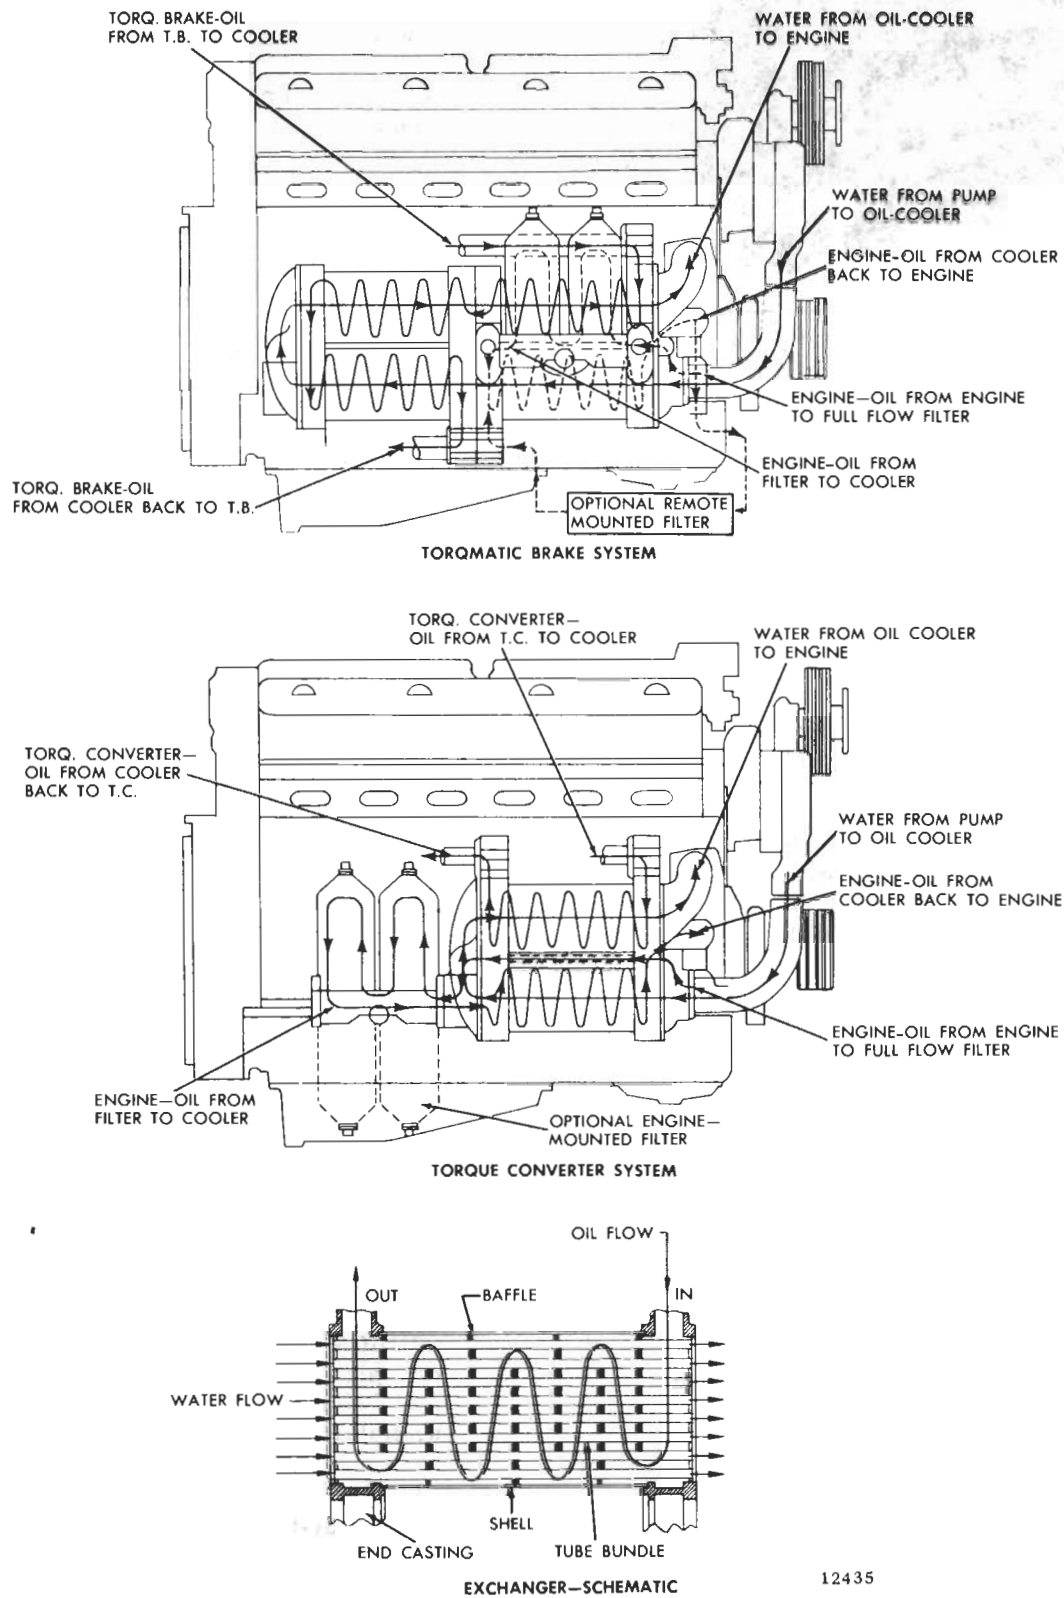 TORQ. BRAKE-OIL
FROM T.B. TO COOLER
WATER FROM OIL-COOLER
TO ENGINE
WATER FROM PUMP
TO OIL-COOLER
ENGINE-OIL FROM COOLER
BACK TO ENGINE
ENGINE—OIL FROM ENGINE
TO FULL FLOW FILTER
ENGINE-OIL FROM
FILTER TO COOLER
TORQ. BRAKE-OIL
FROM COOLER BACK TO T.B.
OPTIONAL REMOTE
MOUNTED FILTER
TORQMATIC BRAKE SYSTEM
TORQ. CONVERTER—
OIL FROM T.C. TO COOLER
WATER FROM OIL COOLER
TO ENGINE
TORQ. CONVERTER—
OIL FROM COOLER
BACK TO T.C.
WATER FROM PUMP
TO OIL COOLER
ENGINE-OIL FROM
COOLER BACK TO ENGINE
ENGINE-OIL FROM ENGINE
TO FULL FLOW FILTER
ENGINE—OIL FROM
FILTER TO COOLER
OPTIONAL ENGINE—
MOUNTED FILTER
TORQUE CONVERTER SYSTEM
OIL FLOW
OUT
BAFFLE
IN
WATER FLOW
SHELL
END CASTING
TUBE BUNDLE
EXCHANGER—SCHEMATIC
12435